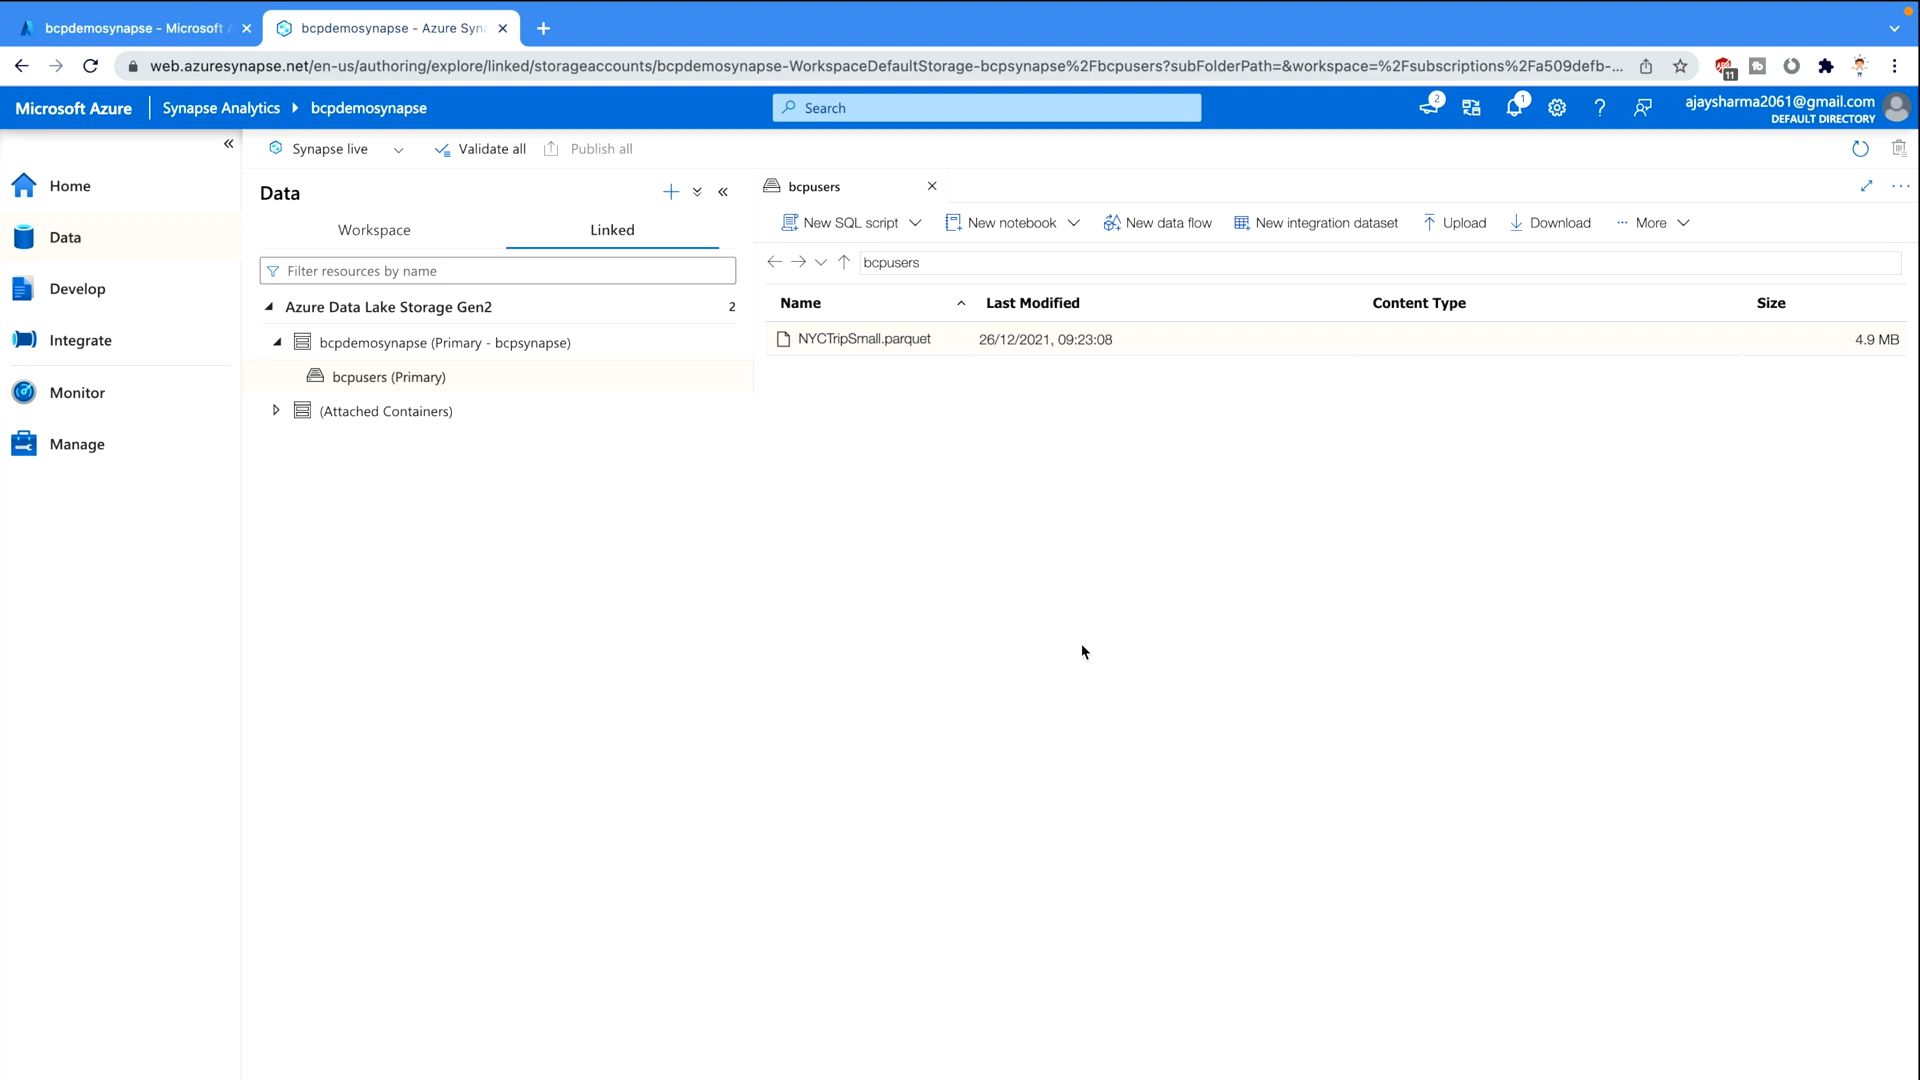 bcpdemosynapse - Microsoft
bcpdemosynapse - Azure Syn
web.azuresynapse.net/en-us/authoring/explore/linked/storageaccounts/bcpdemosynapse-WorkspaceDefaultStorage-bcpsynapse%2Fbcpusers?subFolderPath=&workspace=%2Fsubscriptions%2Fa509defb-...
11
Microsoft Azure
Synapse Analytics
bcpdemosynapse
Search
2
1
ajaysharma2061@gmail.com
DEFAULT DIRECTORY
Synapse live
Validate all
Publish all
Home
Data
Develop
Integrate
Monitor
Manage
Data
Workspace
Linked
Filter resources by name
Azure Data Lake Storage Gen2
2
bcpdemosynapse (Primary - bcpsynapse)
bcpusers (Primary)
(Attached Containers)
bcpusers
New SQL script
New notebook
New data flow
New integration dataset
Upload
Download
More
bcpusers
Name Last Modified Content Type Size
NYCTripSmall.parquet 26/12/2021, 09:23:08 4.9 MB